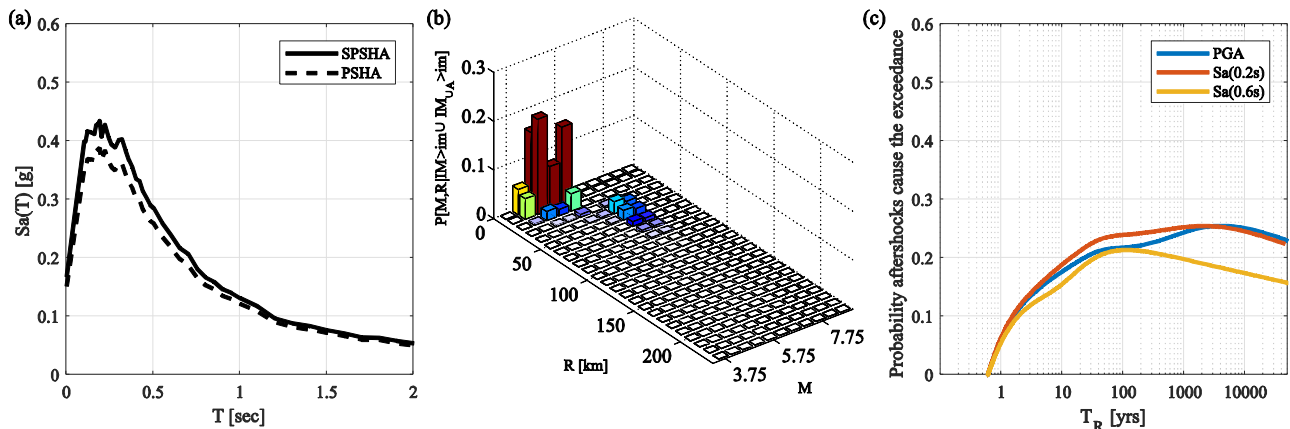 (a)
0.6
0.5
0.4
0.3
0.2
0.1
0
Sa(T) [g]
SPSHA
PSHA
0 0.5 1 1.5 2
T [sec]
(b)
P[M,R|IM>im∪ IM_UA>im]
0.3
0.2
0.1
0
0
50
100
150
200
R [km]
3.75
5.75
7.75
M
(c)
Probability aftershocks cause the exceedance
0.6
0.5
0.4
0.3
0.2
0.1
0
PGA
Sa(0.2s)
Sa(0.6s)
1 10 100 1000 10000
T_R [yrs]